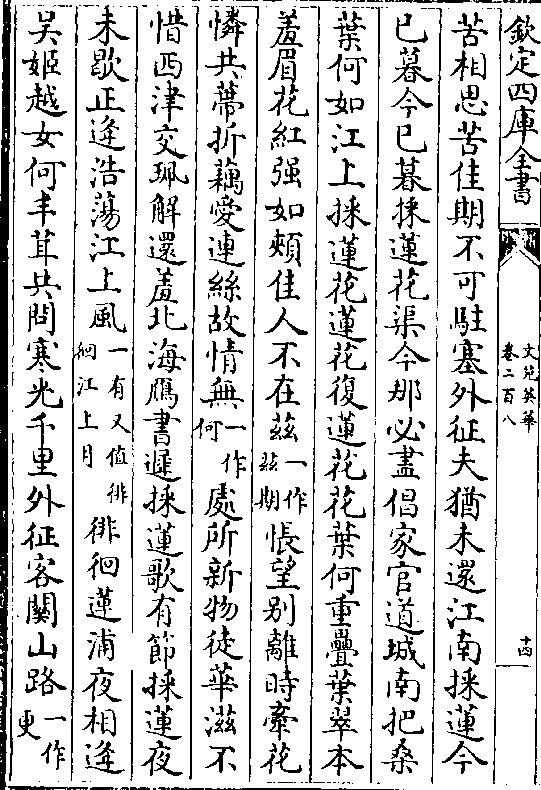 欽定四庫全書
文苑英華
卷二百八
十四
苦相思苦佳期不可駐塞外征夫猶未還江南採蓮今
已暮今已暮採蓮花渠今那必盡倡家官道城南把桑
葉何如江上採蓮花蓮花復蓮花花葉何重疊葉翠本
羞眉花紅强如頰佳人不在兹一作兹期悵望别離時牽花
憐共蔕折藕愛連絲故情無一作何處所新物徒華滋不
惜西津交珮解還羞北海鴈書遲採蓮歌有節採蓮夜
未歇正逢浩蕩江上風一有又值徘徊江上月徘徊蓮浦夜相逢
吳姬越女何丰茸共問寒光千里外征客關山路一作更